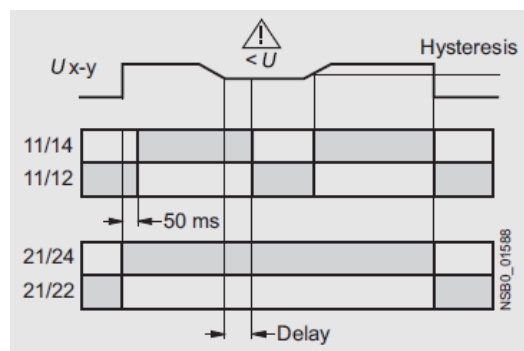 Hysteresis
< U
U x-y
11/14
11/12
50 ms
21/24
21/22
NSB0_01588
Delay